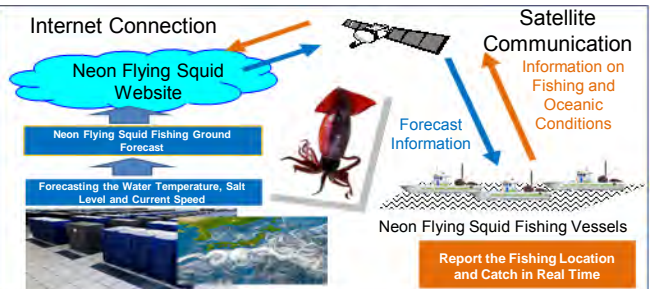 Internet Connection
Satellite
Communication
Neon Flying Squid
Website
Information on
Fishing and
Oceanic
Conditions
Forecast
Information
Neon Flying Squid Fishing Ground
Forecast
Forecasting the Water Temperature, Salt
Level and Current Speed
Neon Flying Squid Fishing Vessels
Report the Fishing Location
and Catch in Real Time